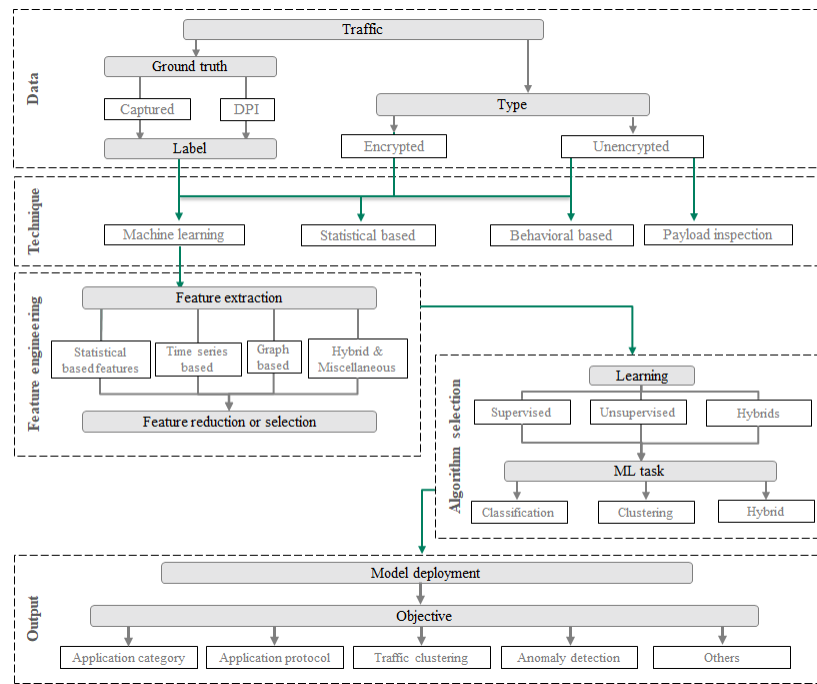 Data
Traffic
Ground truth
Captured
DPI
Label
Type
Encrypted
Unencrypted
Technique
Machine learning
Statistical based
Behavioral based
Payload inspection
Feature engineering
Feature extraction
Statistical
based features
Time series
based
Graph
based
Hybrid &
Miscellaneous
Feature reduction or selection
Algorithm selection
Learning
Supervised
Unsupervised
Hybrids
ML task
Classification
Clustering
Hybrid
Output
Model deployment
Objective
Application category
Application protocol
Traffic clustering
Anomaly detection
Others